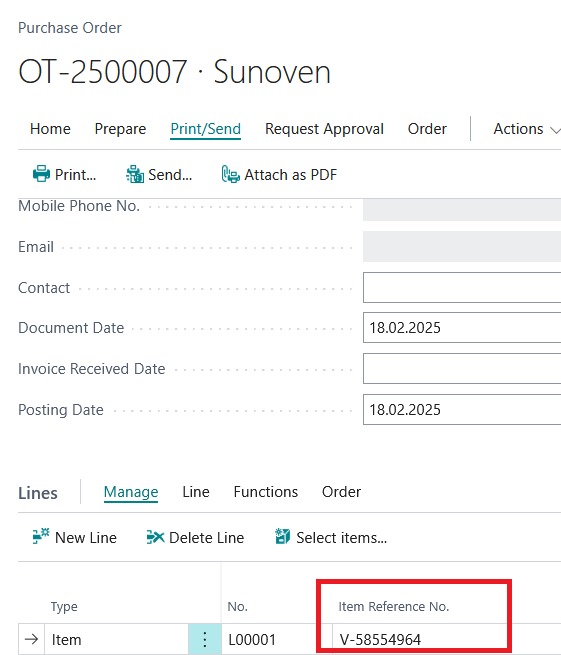 Purchase Order
OT-2500007 · Sunoven
Home Prepare Print/Send Request Approval Order Actions
Print... Send... Attach as PDF
Mobile Phone No.
Email
Contact
Document Date 18.02.2025
Invoice Received Date
Posting Date 18.02.2025
Lines Manage Line Functions Order
New Line Delete Line Select items...
Type No. Item Reference No.
Item L00001 V-58554964